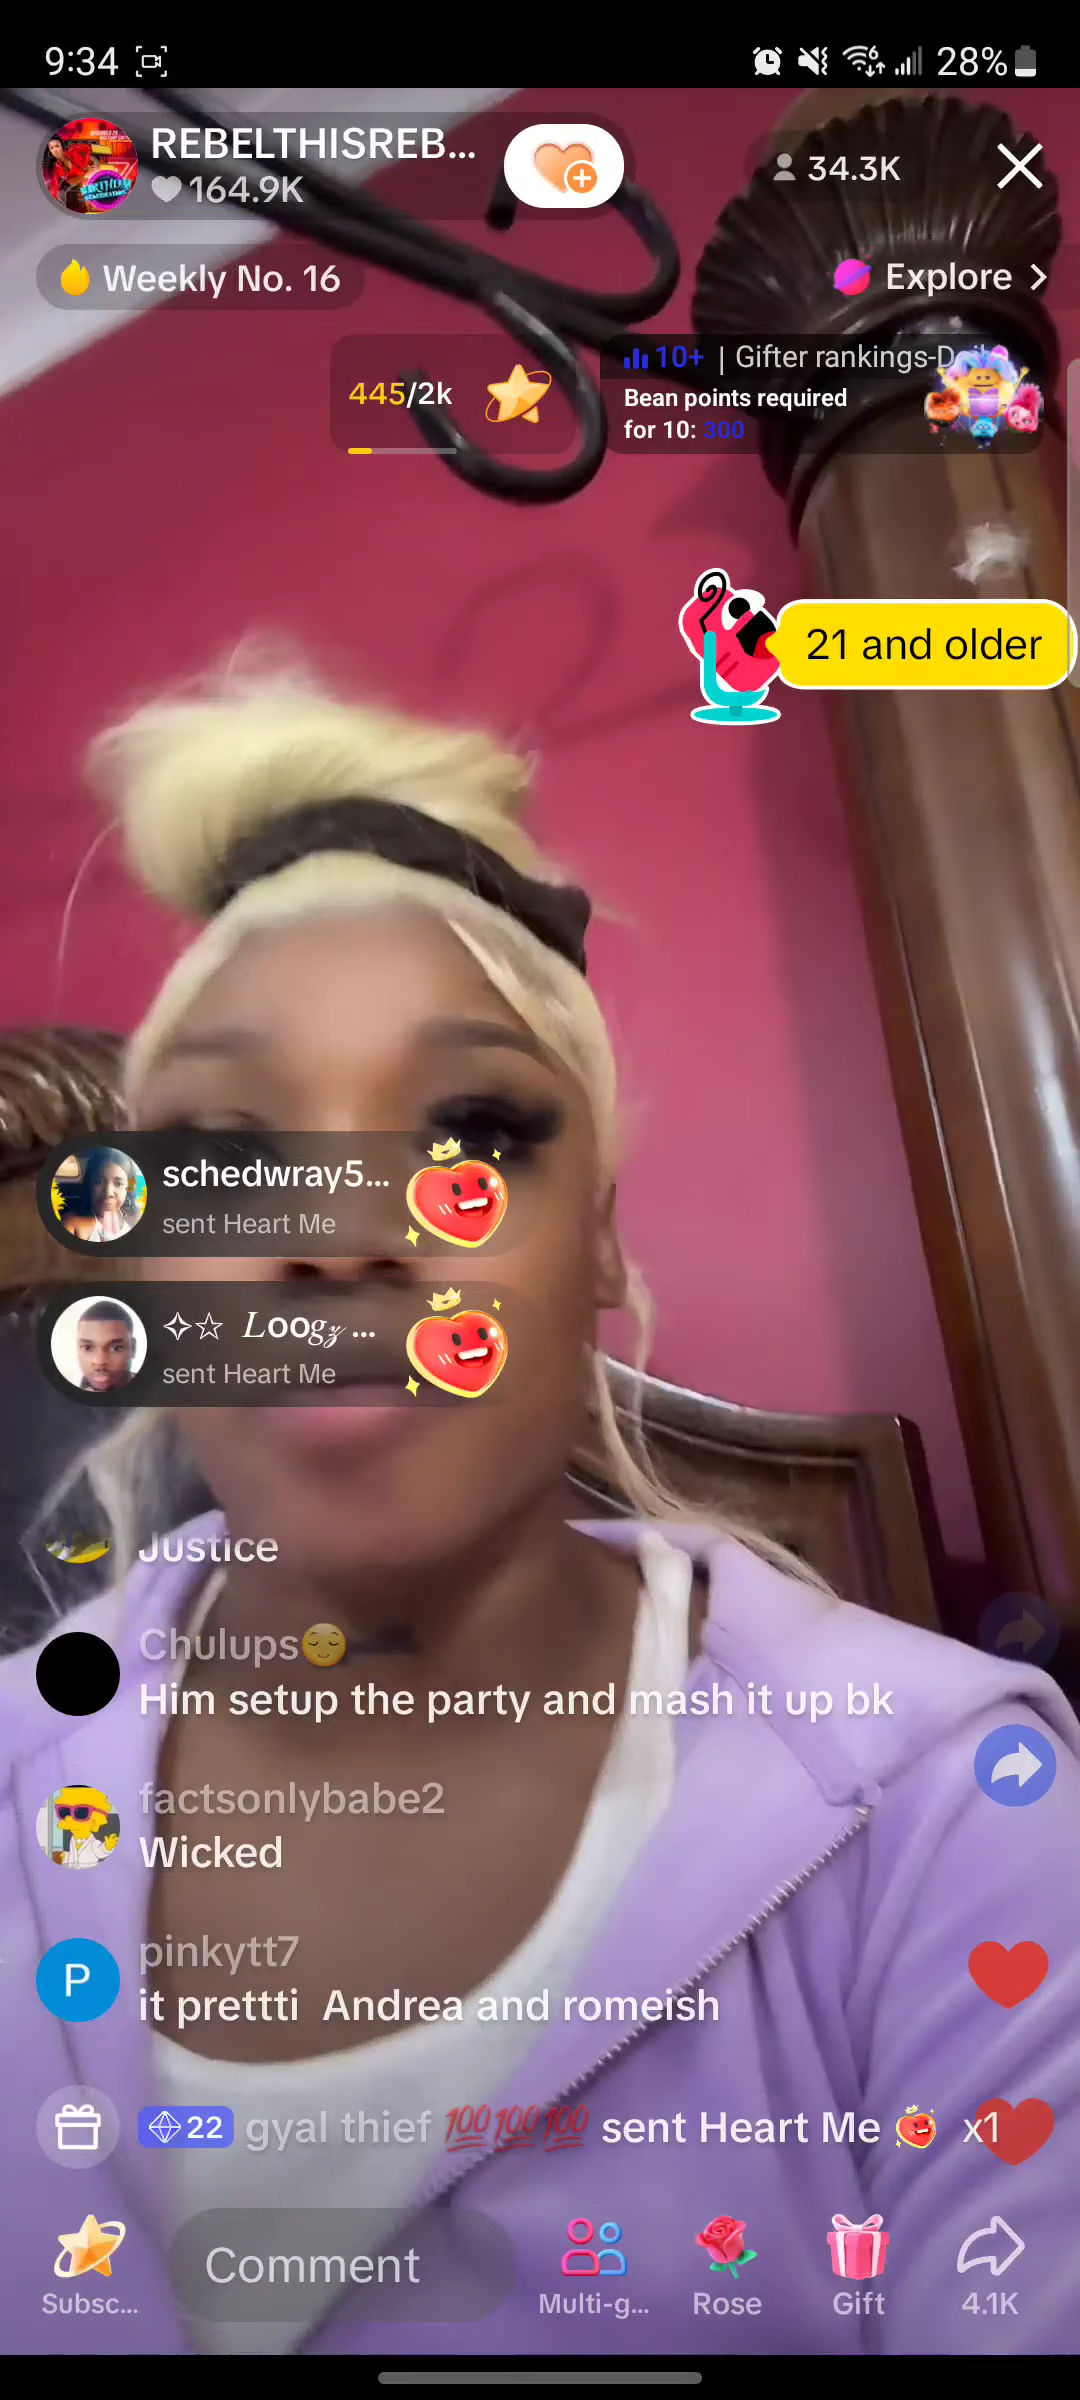 9:34
28%
REBELTHISREB...
164.9K
34.3K
Weekly No. 16
Explore
445/2k
10+ | Gifter rankings-Daily
Bean points required
for 10: 300
21 and older
schedwray5...
sent Heart Me
✧☆ 𝐿oo𝑔𝓏 ...
sent Heart Me
Justice
Chulups😌
Him setup the party and mash it up bk
factsonlybabe2
Wicked
P
pinkytt7
it prettti Andrea and romeish
22 gyal thief 💯💯💯 sent Heart Me x1
Subsc...
Comment
Multi-g...
Rose
Gift
4.1K